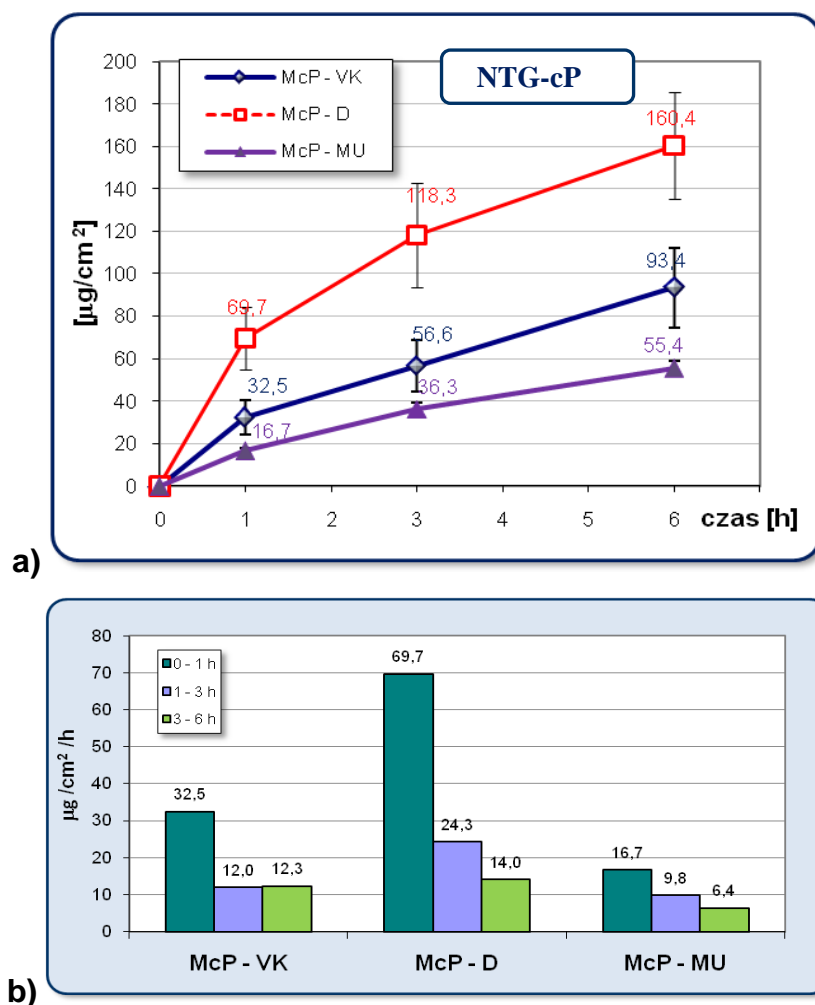 200
180
160
140
120
100
80
60
40
20
0
[µg/cm²]
McP - VK
McP - D
McP - MU
NTG-cP
160,4
118,3
69,7
93,4
56,6
32,5
55,4
36,3
16,7
0 1 2 3 4 5 6 czas [h]
a)
80
70
60
50
40
30
20
10
0
µg /cm² /h
0 - 1 h
1 - 3 h
3 - 6 h
32,5 12,0 12,3
69,7 24,3 14,0
16,7 9,8 6,4
McP - VK McP - D McP - MU
b)